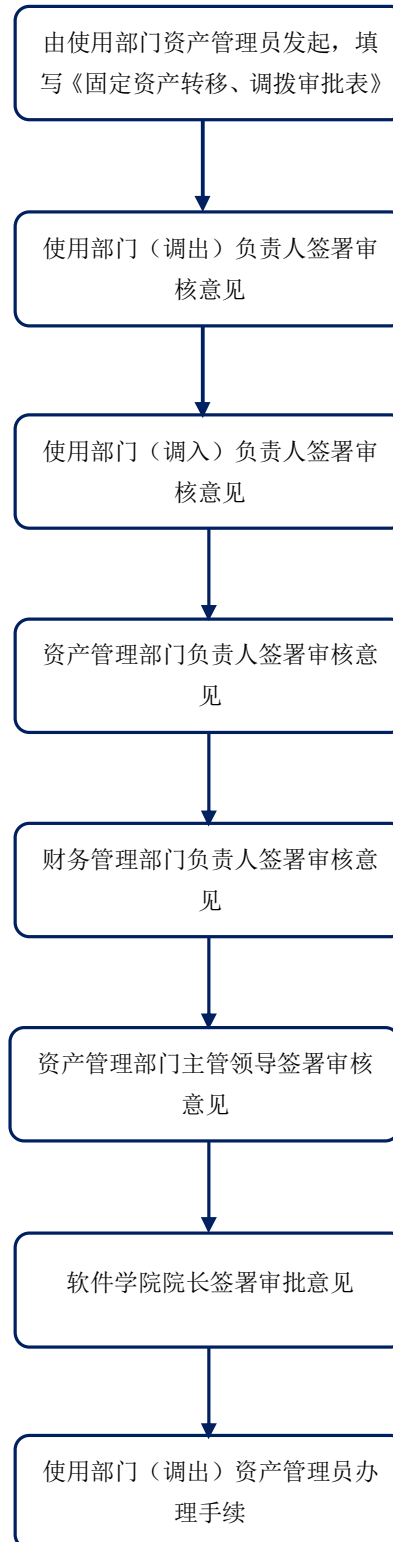 由使用部门资产管理员发起，填
写《固定资产转移、调拨审批表》
使用部门（调出）负责人签署审
核意见
使用部门（调入）负责人签署审
核意见
资产管理部门负责人签署审核意
见
财务管理部门负责人签署审核意
见
资产管理部门主管领导签署审核
意见
软件学院院长签署审批意见
使用部门（调出）资产管理员办
理手续